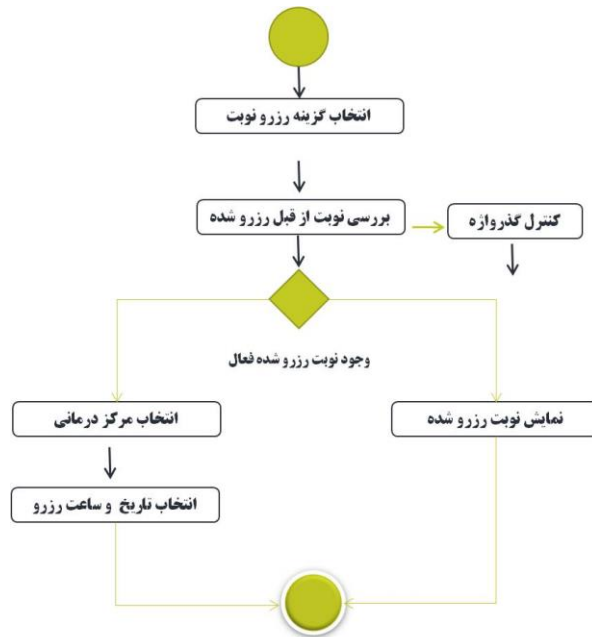 انتخاب گزینه رزرو نوبت
بررسی نوبت از قبل رزرو شده
کنترل گذرواژه
وجود نوبت رزرو شده فعال
انتخاب مرکز درمانی
نمایش نوبت رزرو شده
انتخاب تاریخ و ساعت رزرو